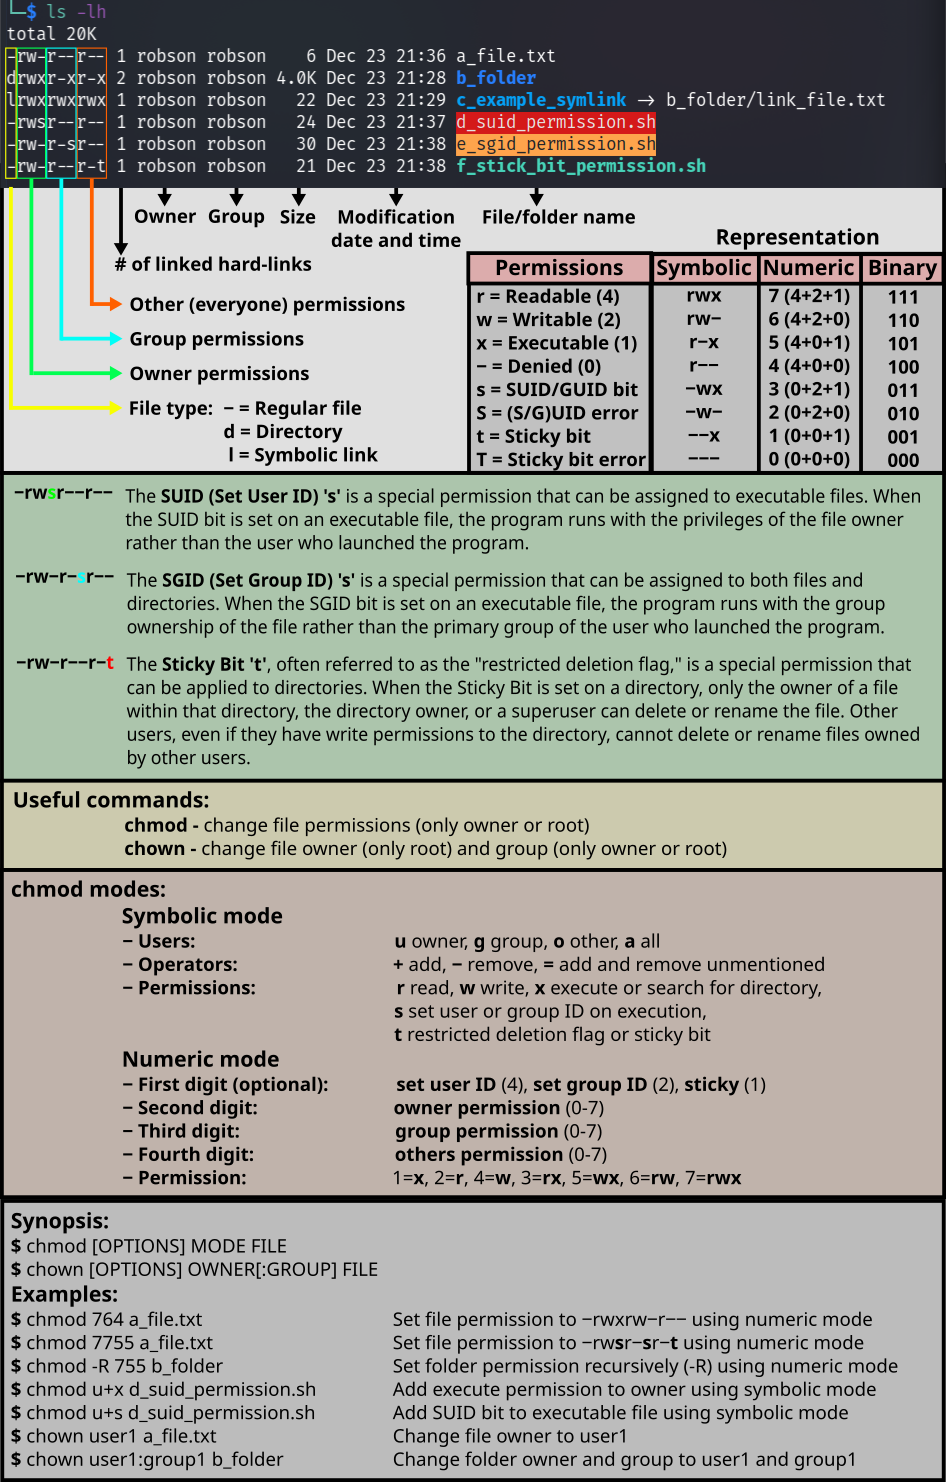 └─$ ls -lh
total 20K
-rw-r--r-- 1 robson robson 6 Dec 23 21:36 a_file.txt
drwxr-xr-x 2 robson robson 4.0K Dec 23 21:28 b_folder
lrwxrwxrwx 1 robson robson 22 Dec 23 21:29 c_example_symlink → b_folder/link_file.txt
-rwsr--r-- 1 robson robson 24 Dec 23 21:37 d_suid_permission.sh
-rw-r-sr-- 1 robson robson 30 Dec 23 21:38 e_sgid_permission.sh
-rw-r--r-t 1 robson robson 21 Dec 23 21:38 f_stick_bit_permission.sh
Owner Group Size Modification File/folder name
date and time
# of linked hard-links
Other (everyone) permissions
Group permissions
Owner permissions
File type: − = Regular file
d = Directory
l = Symbolic link
Representation
Permissions Symbolic Numeric Binary
r = Readable (4) rwx 7 (4+2+1) 111
w = Writable (2) rw− 6 (4+2+0) 110
x = Executable (1) r−x 5 (4+0+1) 101
− = Denied (0) r−− 4 (4+0+0) 100
s = SUID/GUID bit −wx 3 (0+2+1) 011
S = (S/G)UID error −w− 2 (0+2+0) 010
t = Sticky bit −−x 1 (0+0+1) 001
T = Sticky bit error −−− 0 (0+0+0) 000
−rwsr−−r−− The SUID (Set User ID) 's' is a special permission that can be assigned to executable files. When
the SUID bit is set on an executable file, the program runs with the privileges of the file owner
rather than the user who launched the program.
−rw−r−sr−− The SGID (Set Group ID) 's' is a special permission that can be assigned to both files and
directories. When the SGID bit is set on an executable file, the program runs with the group
ownership of the file rather than the primary group of the user who launched the program.
−rw−r−−r−t The Sticky Bit 't', often referred to as the "restricted deletion flag," is a special permission that
can be applied to directories. When the Sticky Bit is set on a directory, only the owner of a file
within that directory, the directory owner, or a superuser can delete or rename the file. Other
users, even if they have write permissions to the directory, cannot delete or rename files owned
by other users.
Useful commands:
chmod - change file permissions (only owner or root)
chown - change file owner (only root) and group (only owner or root)
chmod modes:
Symbolic mode
− Users: u owner, g group, o other, a all
− Operators: + add, − remove, = add and remove unmentioned
− Permissions: r read, w write, x execute or search for directory,
s set user or group ID on execution,
t restricted deletion flag or sticky bit
Numeric mode
− First digit (optional): set user ID (4), set group ID (2), sticky (1)
− Second digit: owner permission (0-7)
− Third digit: group permission (0-7)
− Fourth digit: others permission (0-7)
− Permission: 1=x, 2=r, 4=w, 3=rx, 5=wx, 6=rw, 7=rwx
Synopsis:
$ chmod [OPTIONS] MODE FILE
$ chown [OPTIONS] OWNER[:GROUP] FILE
Examples:
$ chmod 764 a_file.txt Set file permission to −rwxrw−r−− using numeric mode
$ chmod 7755 a_file.txt Set file permission to −rwsr−sr−t using numeric mode
$ chmod -R 755 b_folder Set folder permission recursively (-R) using numeric mode
$ chmod u+x d_suid_permission.sh Add execute permission to owner using symbolic mode
$ chmod u+s d_suid_permission.sh Add SUID bit to executable file using symbolic mode
$ chown user1 a_file.txt Change file owner to user1
$ chown user1:group1 b_folder Change folder owner and group to user1 and group1